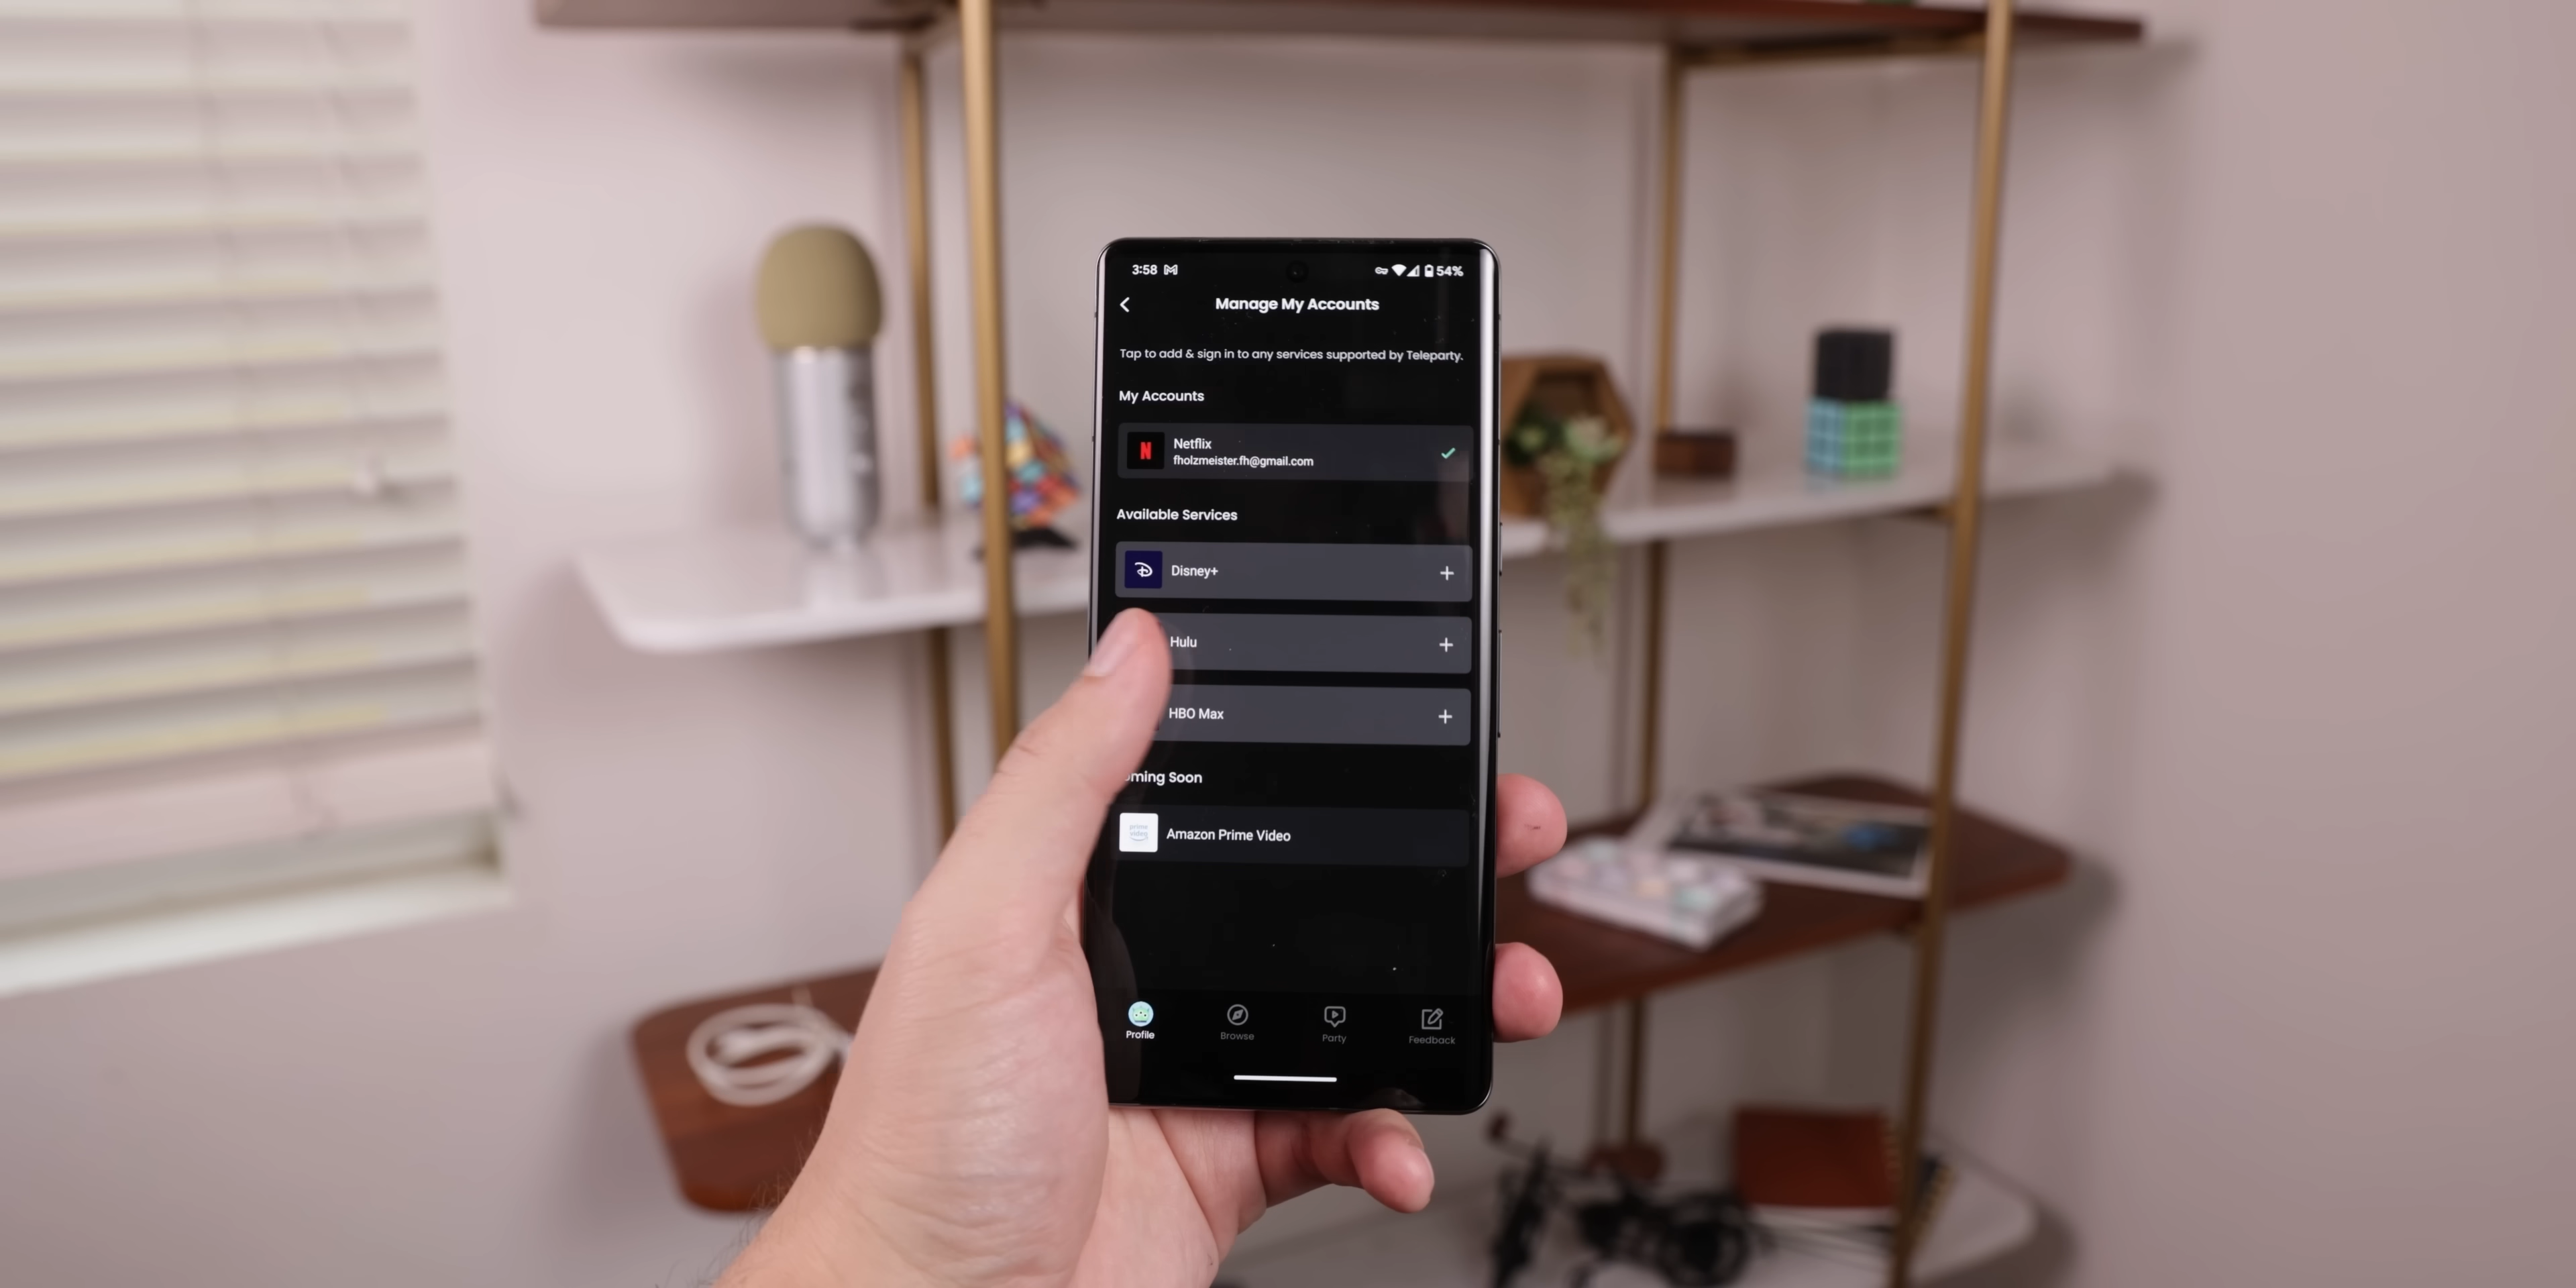 3:58 54%
Manage My Accounts
Tap to add & sign in to any services supported by Teleparty.
My Accounts
N
Netflix
fholzmeister.fh@gmail.com
Available Services
Disney+
Hulu
HBO Max
oming Soon
prime video
Amazon Prime Video
Profile Browse Party Feedback